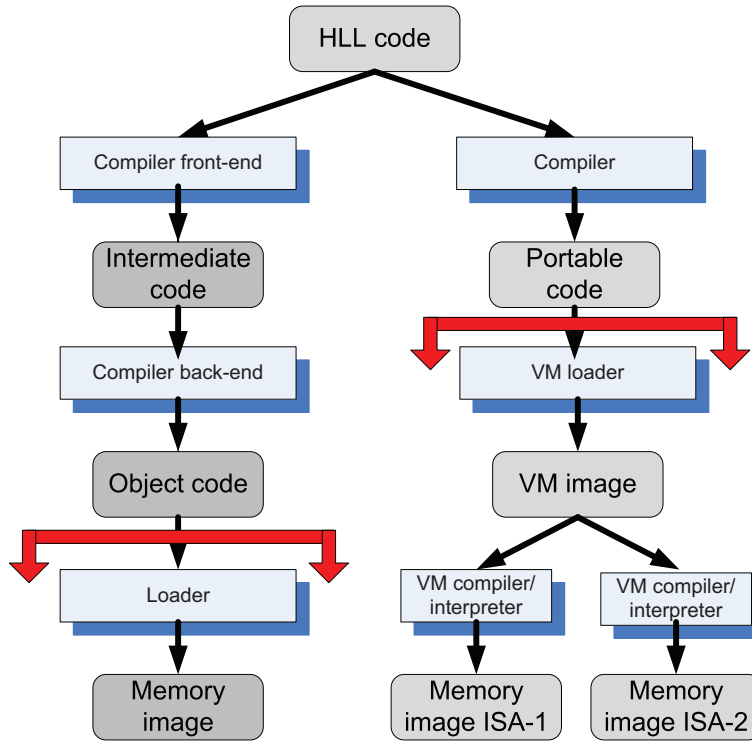 HLL code
Compiler front-end
Compiler
Intermediate
code
Portable
code
Compiler back-end
VM loader
Object code
VM image
Loader
VM compiler/
interpreter
VM compiler/
interpreter
Memory
image
Memory
image ISA-1
Memory
image ISA-2